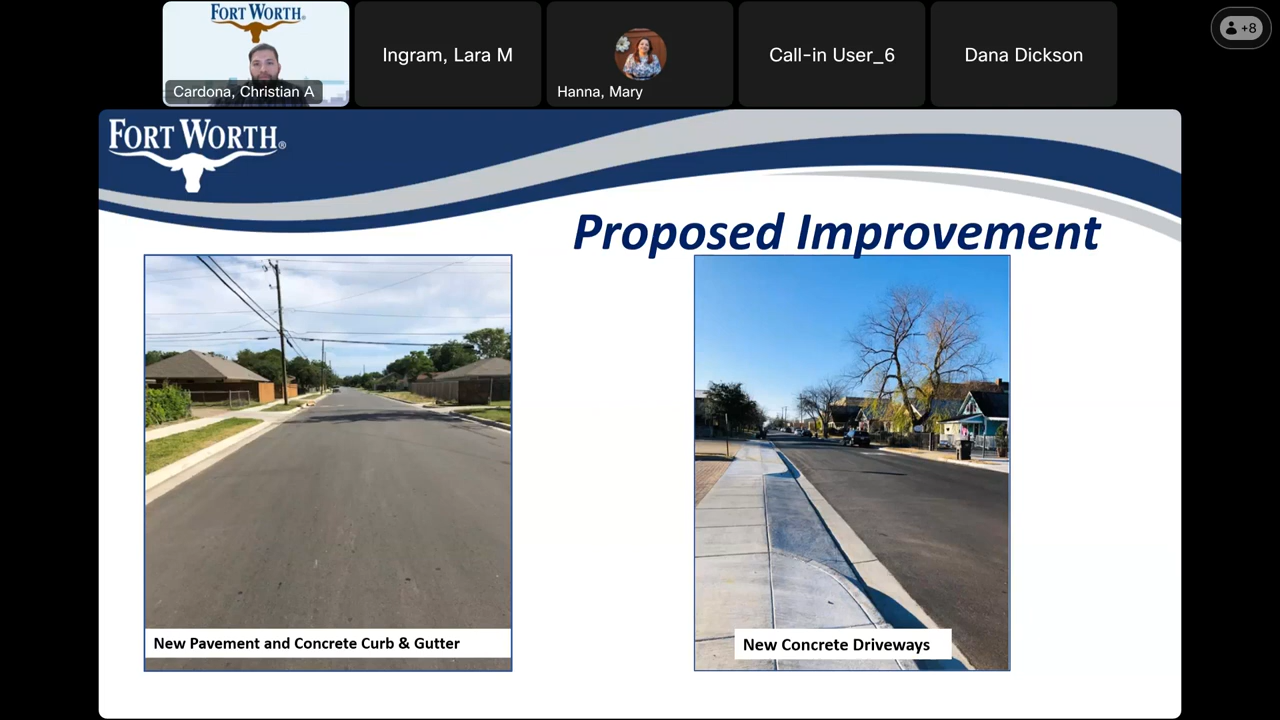 FORT WORTH®
Cardona, Christian A
Ingram, Lara M
Hanna, Mary
Call-in User_6
Dana Dickson
+8
FORT WORTH®
Proposed Improvement
New Pavement and Concrete Curb & Gutter
New Concrete Driveways